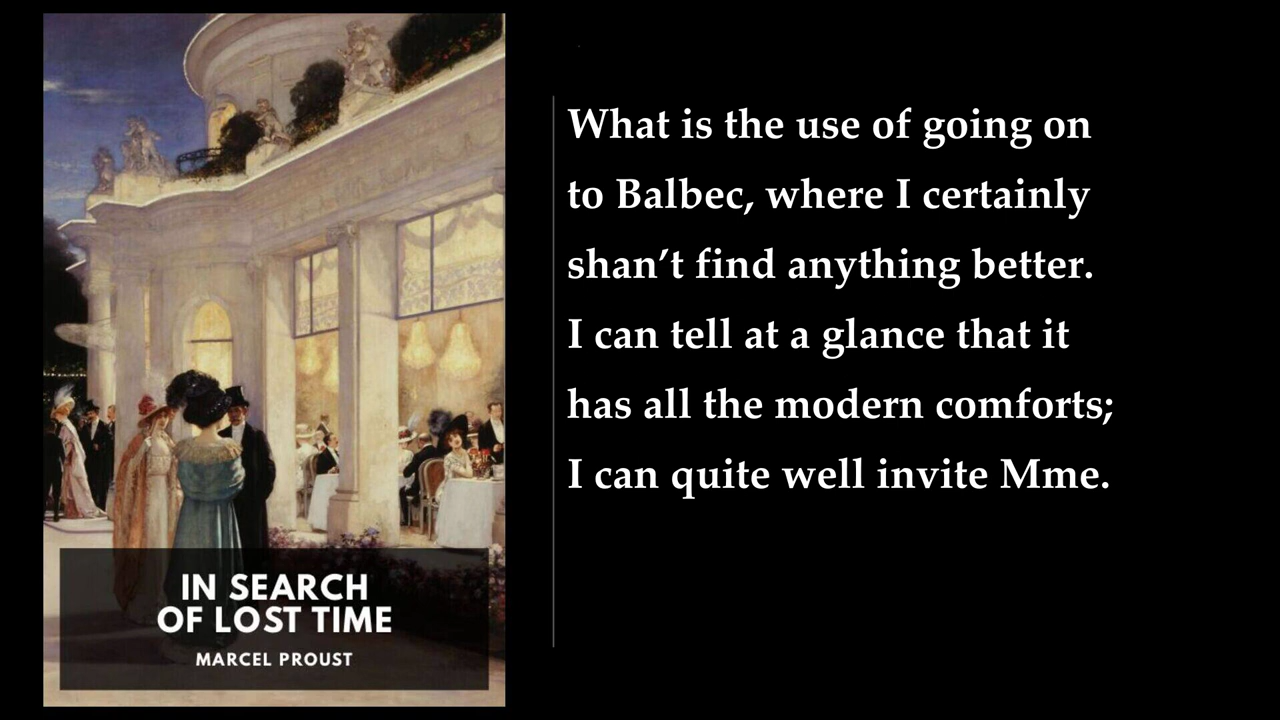 What is the use of going on
to Balbec, where I certainly
shan’t find anything better.
I can tell at a glance that it
has all the modern comforts;
I can quite well invite Mme.
IN SEARCH
OF LOST TIME
MARCEL PROUST